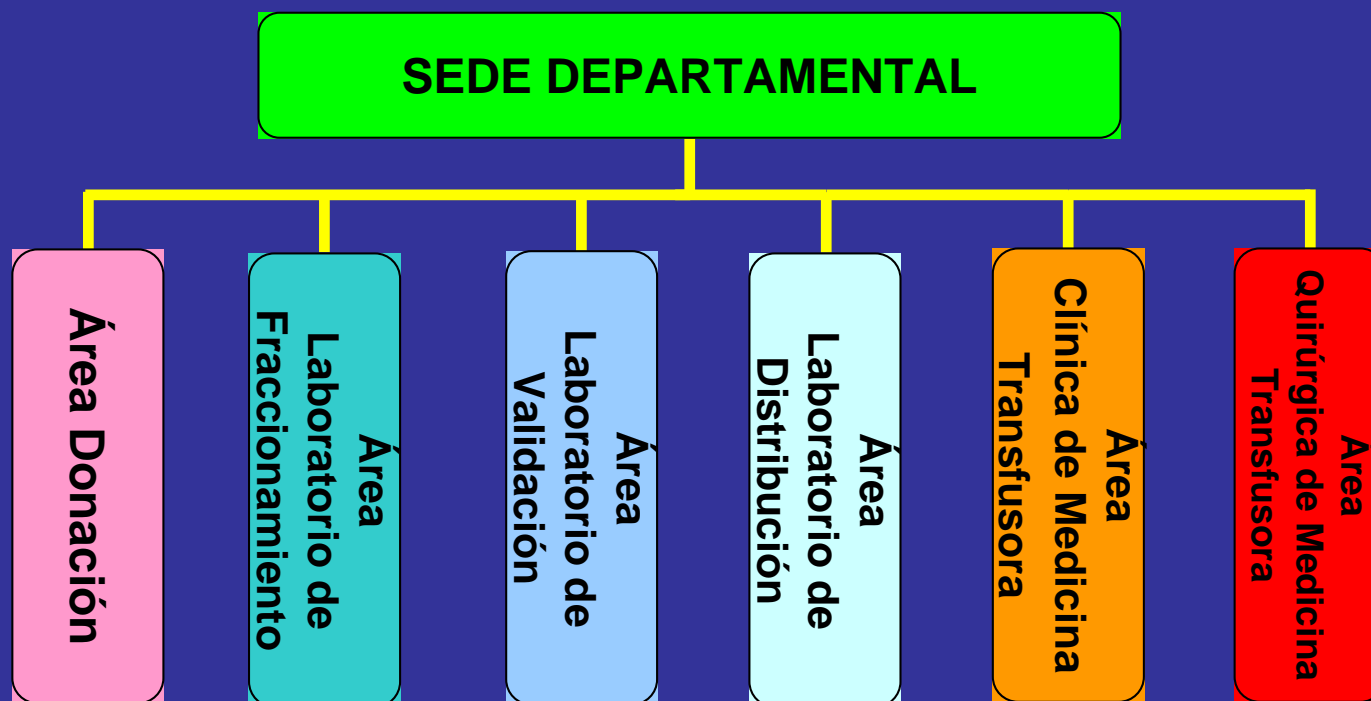 SEDE DEPARTAMENTAL
Área Donación
Área
Laboratorio de
Fraccionamiento
Área
Laboratorio de
Validación
Área
Laboratorio de
Distribución
Área
Clínica de Medicina
Transfusora
Area
Quirúrgica de Medicina
Transfusora